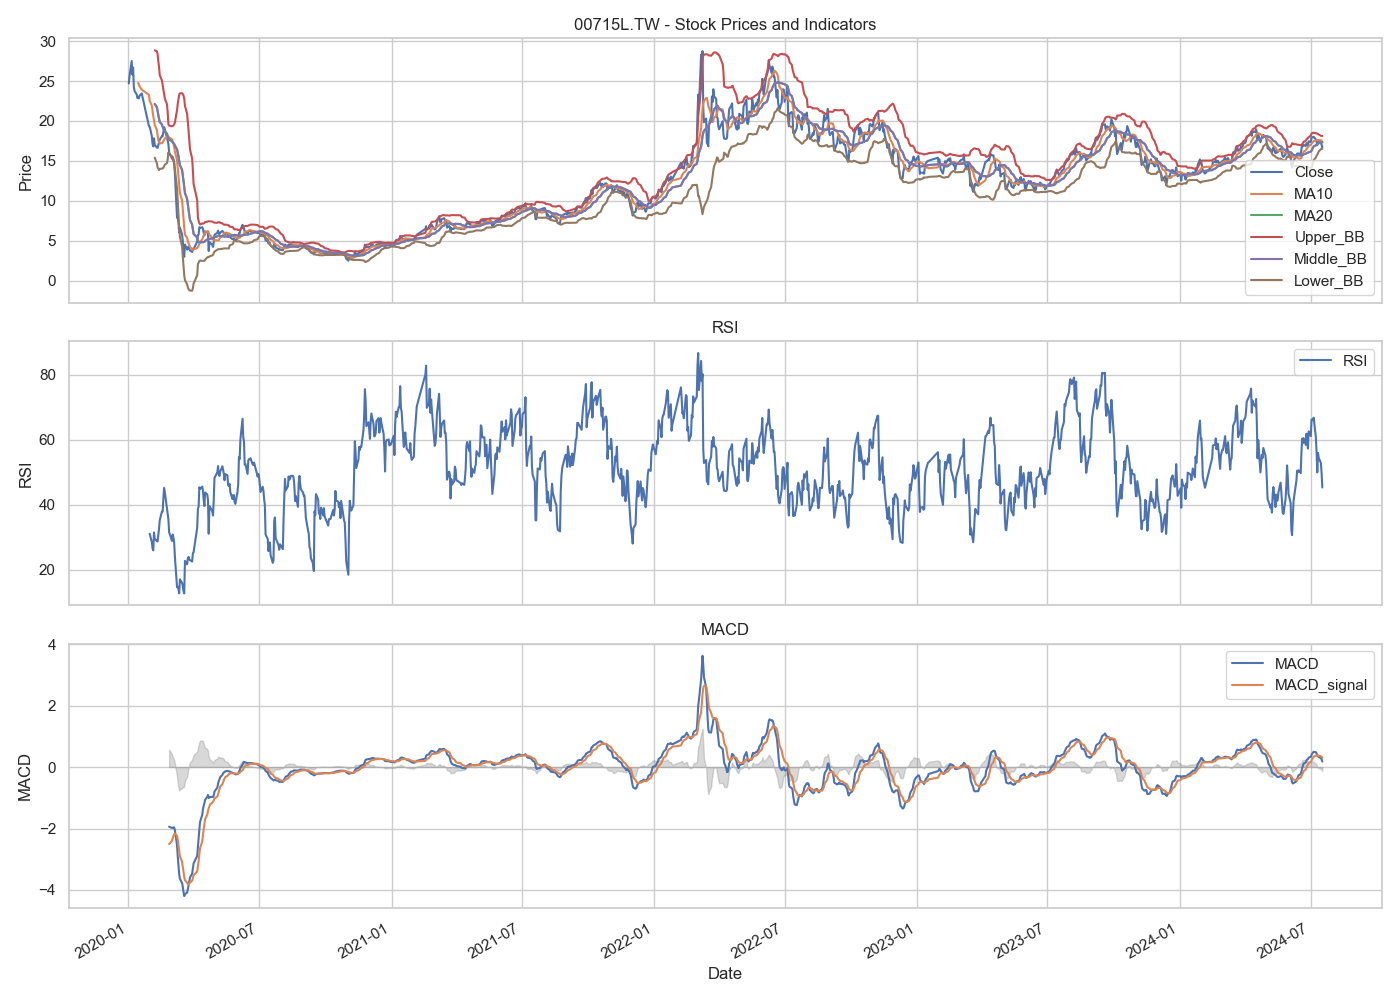 00715L.TW - Stock Prices and Indicators
30
25
20
15
10
5
0
Price
Close
MA10
MA20
Upper_BB
Middle_BB
Lower_BB
RSI
80
60
40
20
RSI
RSI
MACD
4
2
0
−2
−4
MACD
MACD
MACD_signal
2020-01
2020-07
2021-01
2021-07
2022-01
2022-07
2023-01
2023-07
2024-01
2024-07
Date